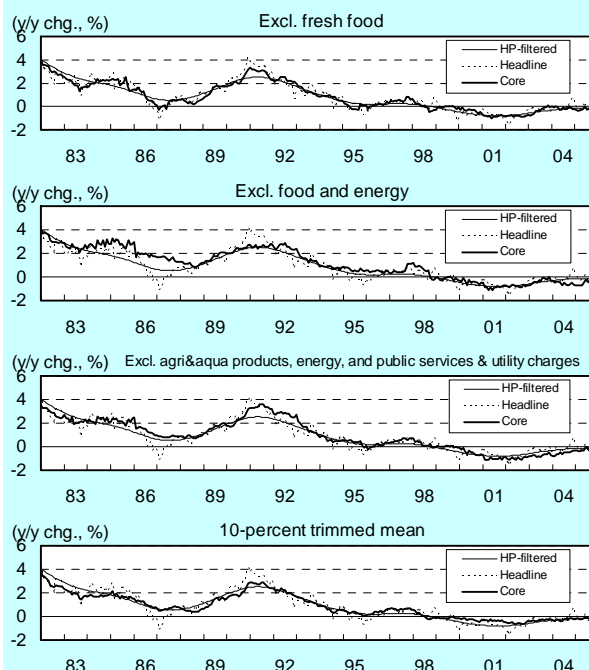 (y/y chg., %) Excl. fresh food
6
4
2
0
-2
HP-filtered
Headline
Core
83 86 89 92 95 98 01 04
(y/y chg., %) Excl. food and energy
6
4
2
0
-2
HP-filtered
Headline
Core
83 86 89 92 95 98 01 04
(y/y chg., %) Excl. agri&aqua products, energy, and public services & utility charges
6
4
2
0
-2
HP-filtered
Headline
Core
83 86 89 92 95 98 01 04
(y/y chg., %) 10-percent trimmed mean
6
4
2
0
-2
HP-filtered
Headline
Core
83 86 89 92 95 98 01 04